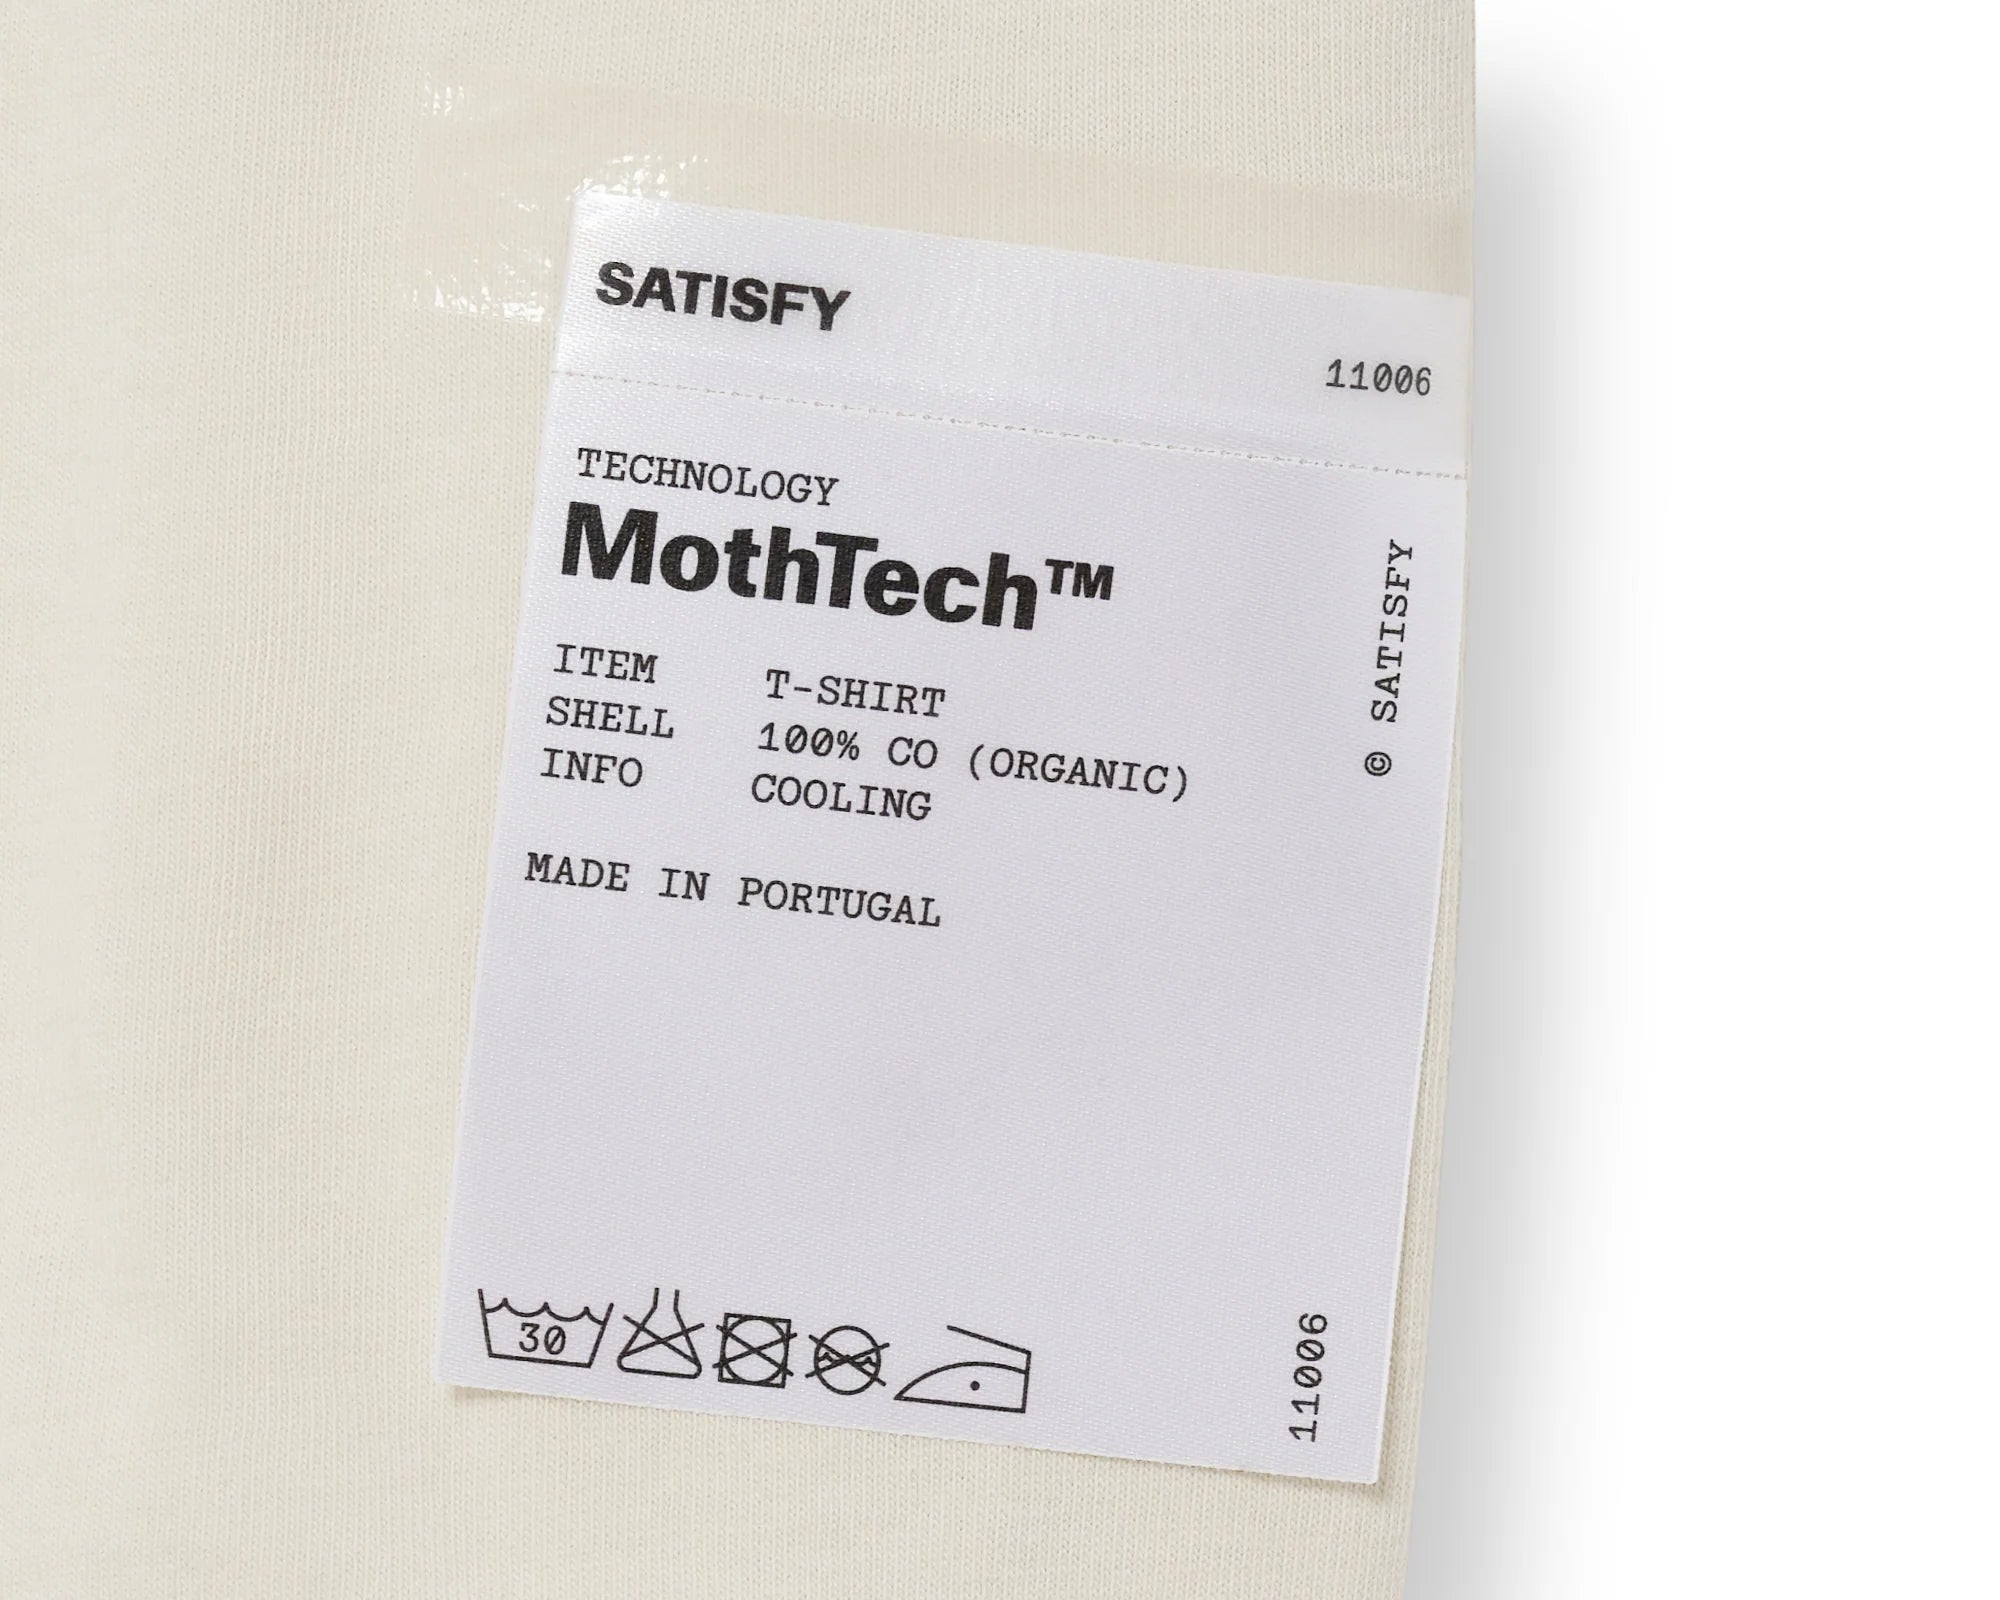 SATISFY
11006
TECHNOLOGY
MothTech™
ITEM T-SHIRT
SHELL 100% CO (ORGANIC)
INFO COOLING
MADE IN PORTUGAL
© SATISFY
30
11006